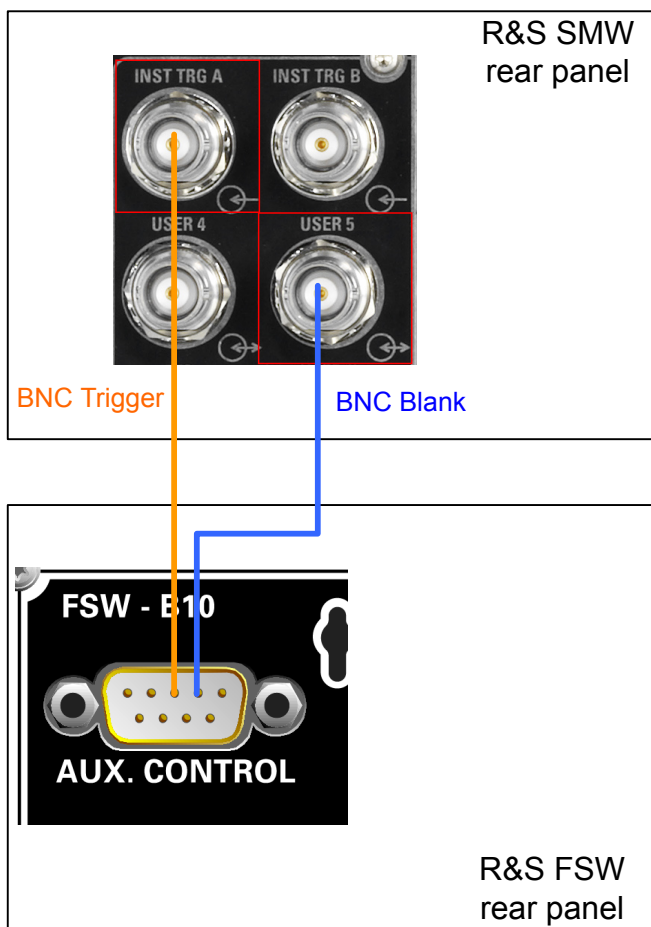 R&S SMW
rear panel
INST TRG A
INST TRG B
USER 4
USER 5
BNC Trigger
BNC Blank
FSW - B10
AUX. CONTROL
R&S FSW
rear panel